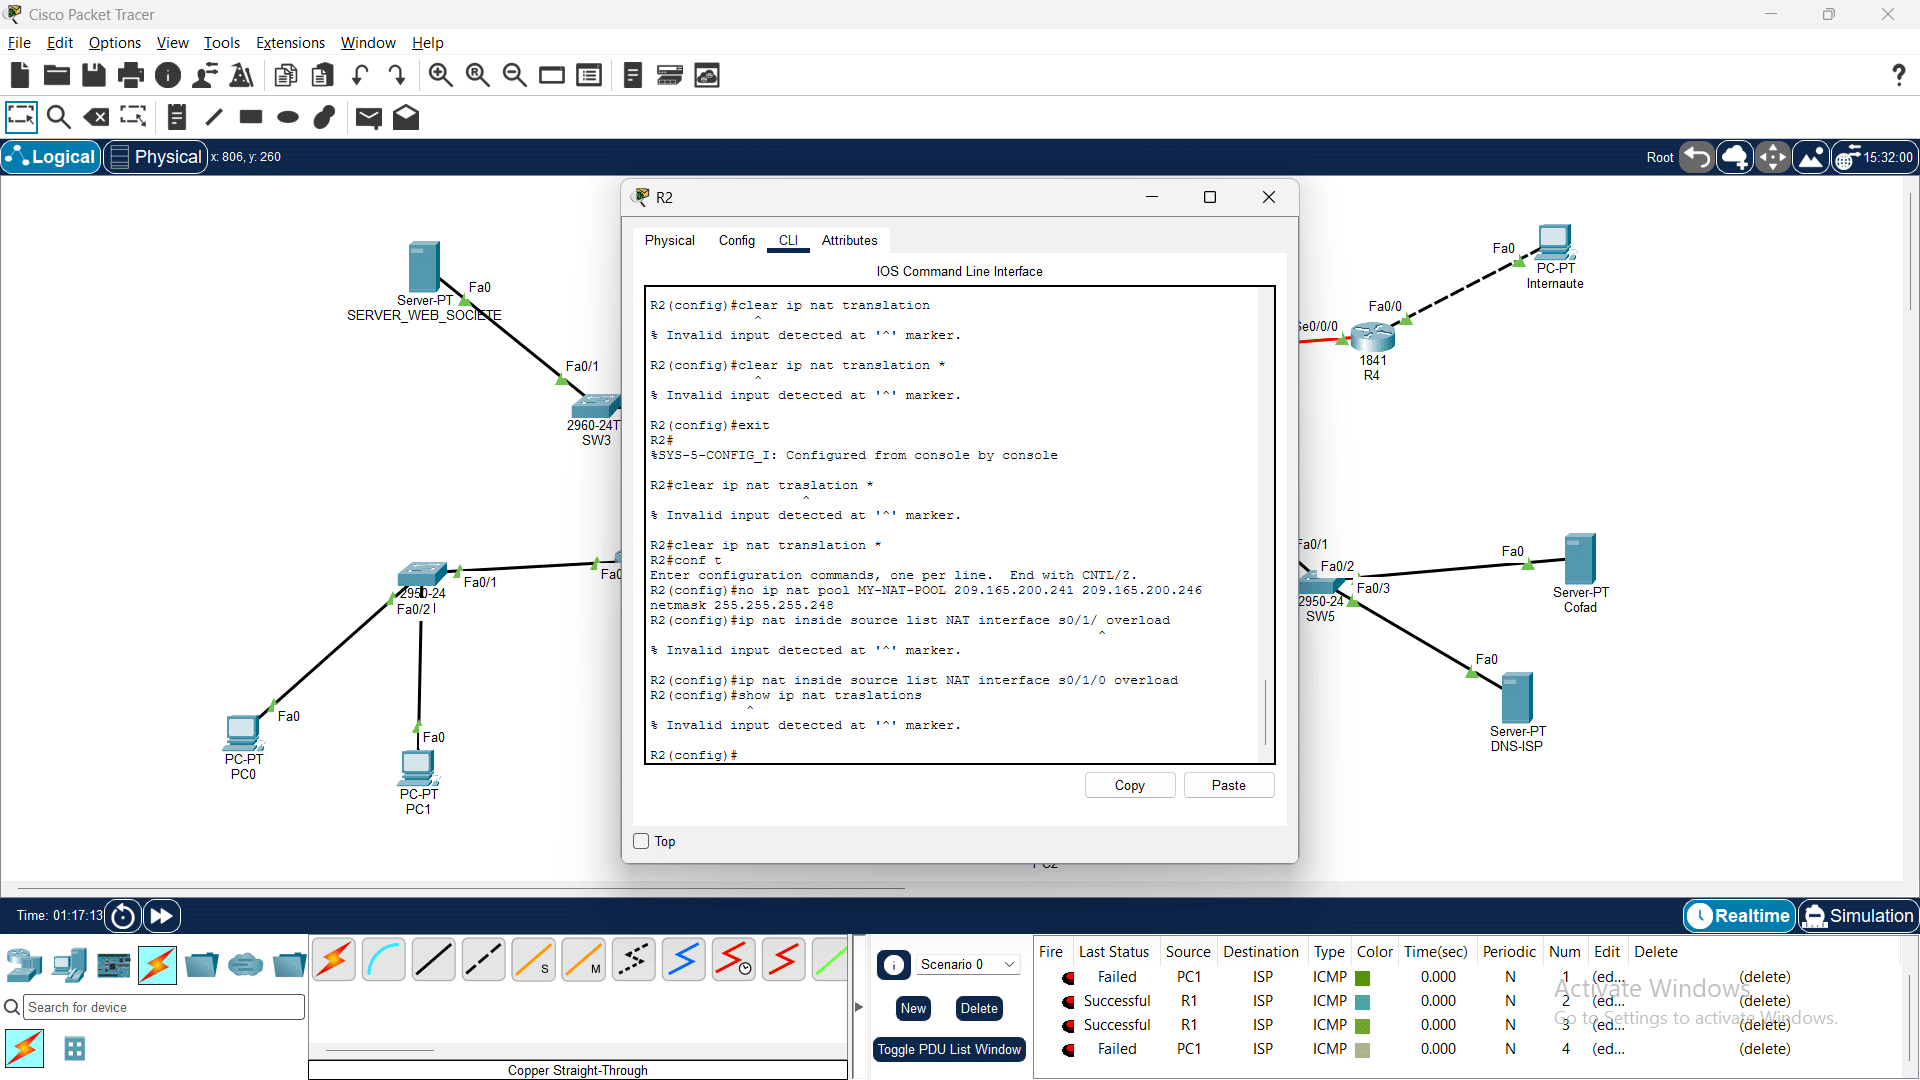 Cisco Packet Tracer
File Edit Options View Tools Extensions Window Help
Logical Physical x: 806, y: 260
Root 15:32:00
Fa0
Server-PT
SERVER_WEB_SOCIETE
Fa0/1
2960-24T
SW3
Fa0/1
2950-24
Fa0/2
Fa0
PC-PT
PC0
Fa0
PC-PT
PC1
R2
Physical Config CLI Attributes
IOS Command Line Interface
R2(config)#clear ip nat translation
^
% Invalid input detected at '^' marker.
R2(config)#clear ip nat translation *
^
% Invalid input detected at '^' marker.
R2(config)#exit
R2#
%SYS-5-CONFIG_I: Configured from console by console
R2#clear ip nat traslation *
^
% Invalid input detected at '^' marker.
R2#clear ip nat translation *
R2#conf t
Enter configuration commands, one per line. End with CNTL/Z.
R2(config)#no ip nat pool MY-NAT-POOL 209.165.200.241 209.165.200.246
netmask 255.255.255.248
R2(config)#ip nat inside source list NAT interface s0/1/ overload
^
% Invalid input detected at '^' marker.
R2(config)#ip nat inside source list NAT interface s0/1/0 overload
R2(config)#show ip nat traslations
^
% Invalid input detected at '^' marker.
R2(config)#
Copy Paste
Top
Fa0
PC-PT
Internaute
Fa0/0
Se0/0/0
1841
R4
Fa0/1
Fa0/2
Fa0/3
2950-24
SW5
Fa0
Server-PT
Cofad
Fa0
Server-PT
DNS-ISP
Time: 01:17:13
Realtime Simulation
Search for device
S
M
Copper Straight-Through
Scenario 0
New Delete
Toggle PDU List Window
Fire Last Status Source Destination Type Color Time(sec) Periodic Num Edit Delete
Failed PC1 ISP ICMP 0.000 N 1 (ed... (delete)
Successful R1 ISP ICMP 0.000 N 2 (ed... (delete)
Successful R1 ISP ICMP 0.000 N 3 (ed... (delete)
Failed PC1 ISP ICMP 0.000 N 4 (ed... (delete)
Activate Windows
Go to Settings to activate Windows.